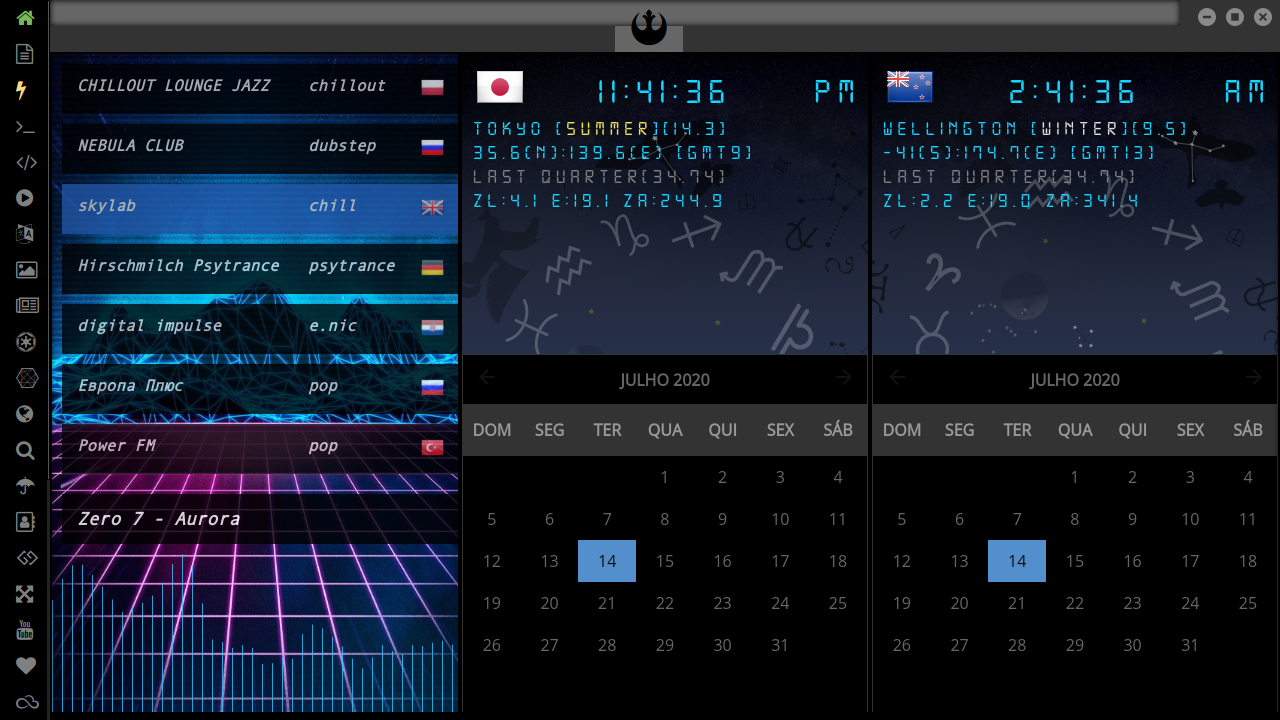 CHILLOUT LOUNGE JAZZ chillout
NEBULA CLUB dubstep
skylab chill
Hirschmilch Psytrance psytrance
digital impulse e.nic
Европа Плюс pop
Power FM pop
Zero 7 - Aurora
You
Tube
11:41:36 PM
TOKYO [SUMMER][14.3]
35.6(N):139.6(E) [GMT9]
LAST QUARTER[34.74]
ZL:4.1 E:19.1 ZA:244.9
JULHO 2020
DOM SEG TER QUA QUI SEX SÁB
1 2 3 4
5 6 7 8 9 10 11
12 13 14 15 16 17 18
19 20 21 22 23 24 25
26 27 28 29 30 31
2:41:36 AM
WELLINGTON [WINTER][9.5]
-41(S):174.7(E) [GMT13]
LAST QUARTER[34.74]
ZL:2.2 E:19.0 ZA:341.4
JULHO 2020
DOM SEG TER QUA QUI SEX SÁB
1 2 3 4
5 6 7 8 9 10 11
12 13 14 15 16 17 18
19 20 21 22 23 24 25
26 27 28 29 30 31